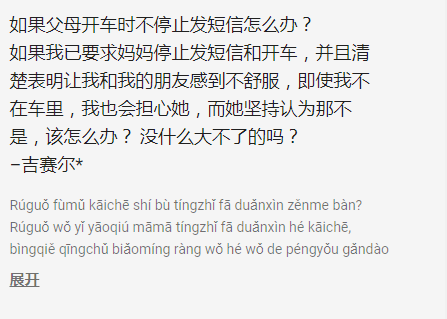 如果父母开车时不停止发短信怎么办？
如果我已要求妈妈停止发短信和开车，并且清
楚表明让我和我的朋友感到不舒服，即使我不
在车里，我也会担心她，而她坚持认为那不
是，该怎么办？ 没什么大不了的吗？
–吉赛尔*
Rúguǒ fùmǔ kāichē shí bù tíngzhǐ fā duǎnxìn zěnme bàn?
Rúguǒ wǒ yǐ yāoqiú māmā tíngzhǐ fā duǎnxìn hé kāichē,
bìngqiě qīngchǔ biǎomíng ràng wǒ hé wǒ de péngyǒu gǎndào
展开